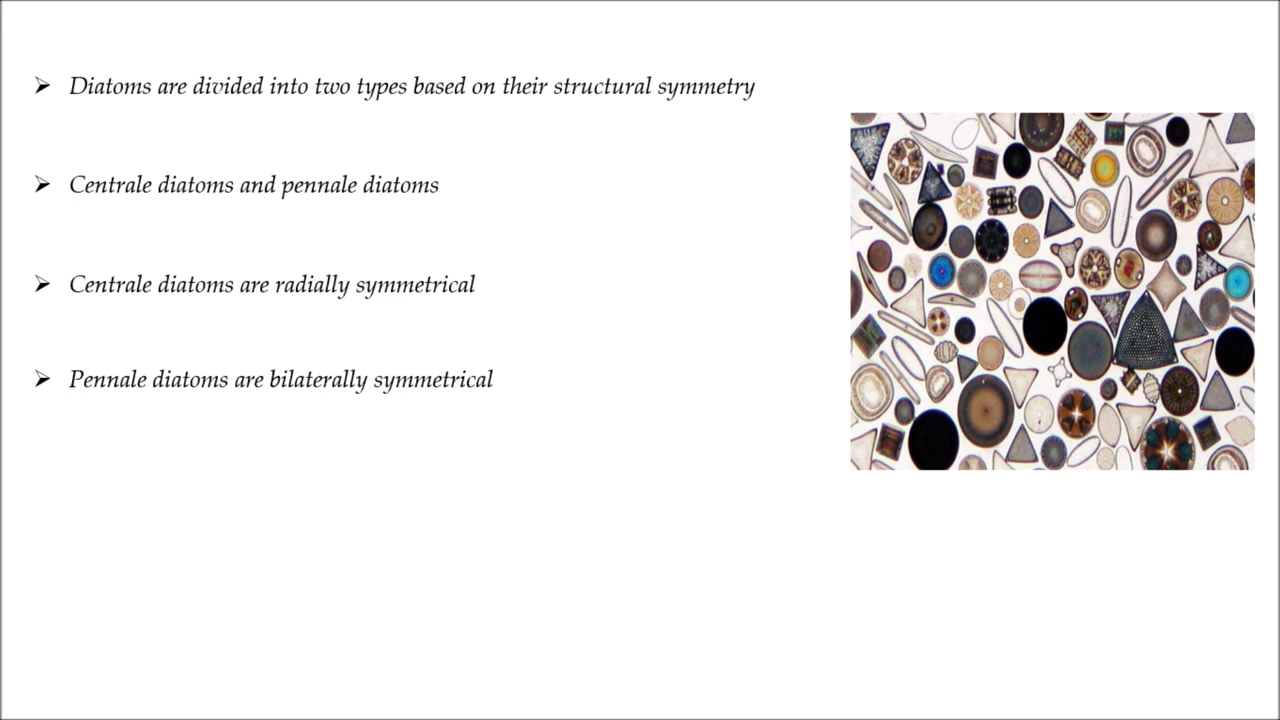 ➢ Diatoms are divided into two types based on their structural symmetry
➢ Centrale diatoms and pennale diatoms
➢ Centrale diatoms are radially symmetrical
➢ Pennale diatoms are bilaterally symmetrical